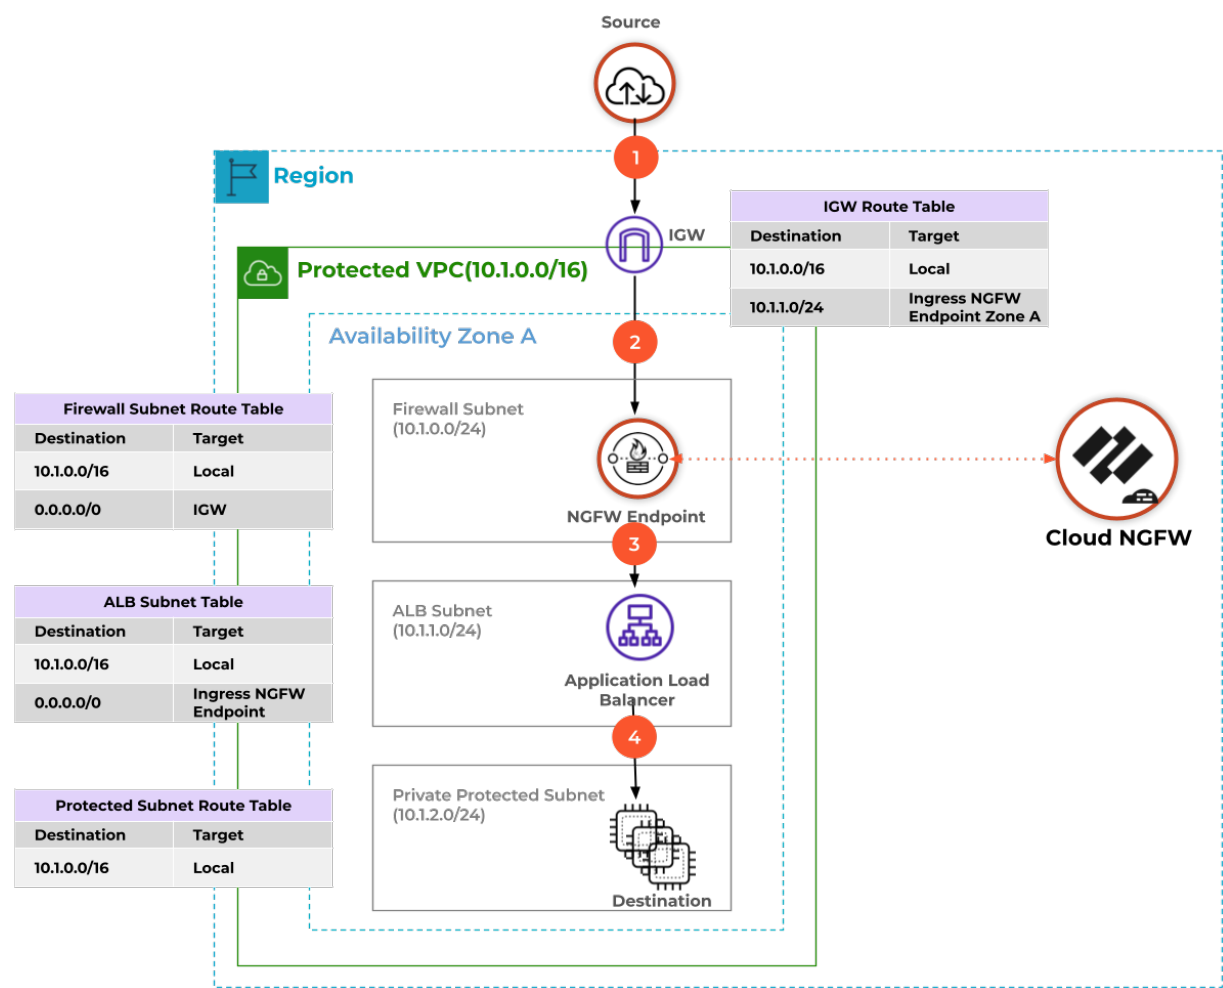 Source
1
Region
IGW Route Table
IGW
Destination Target
10.1.0.0/16 Local
Protected VPC(10.1.0.0/16)
10.1.1.0/24 Ingress NGFW
Endpoint Zone A
Availability Zone A
2
Firewall Subnet Route Table
Destination Target
10.1.0.0/16 Local
0.0.0.0/0 IGW
Firewall Subnet
(10.1.0.0/24)
NGFW Endpoint
Cloud NGFW
3
ALB Subnet Table
Destination Target
10.1.0.0/16 Local
0.0.0.0/0 Ingress NGFW
Endpoint
ALB Subnet
(10.1.1.0/24)
Application Load
Balancer
4
Protected Subnet Route Table
Destination Target
10.1.0.0/16 Local
Private Protected Subnet
(10.1.2.0/24)
Destination